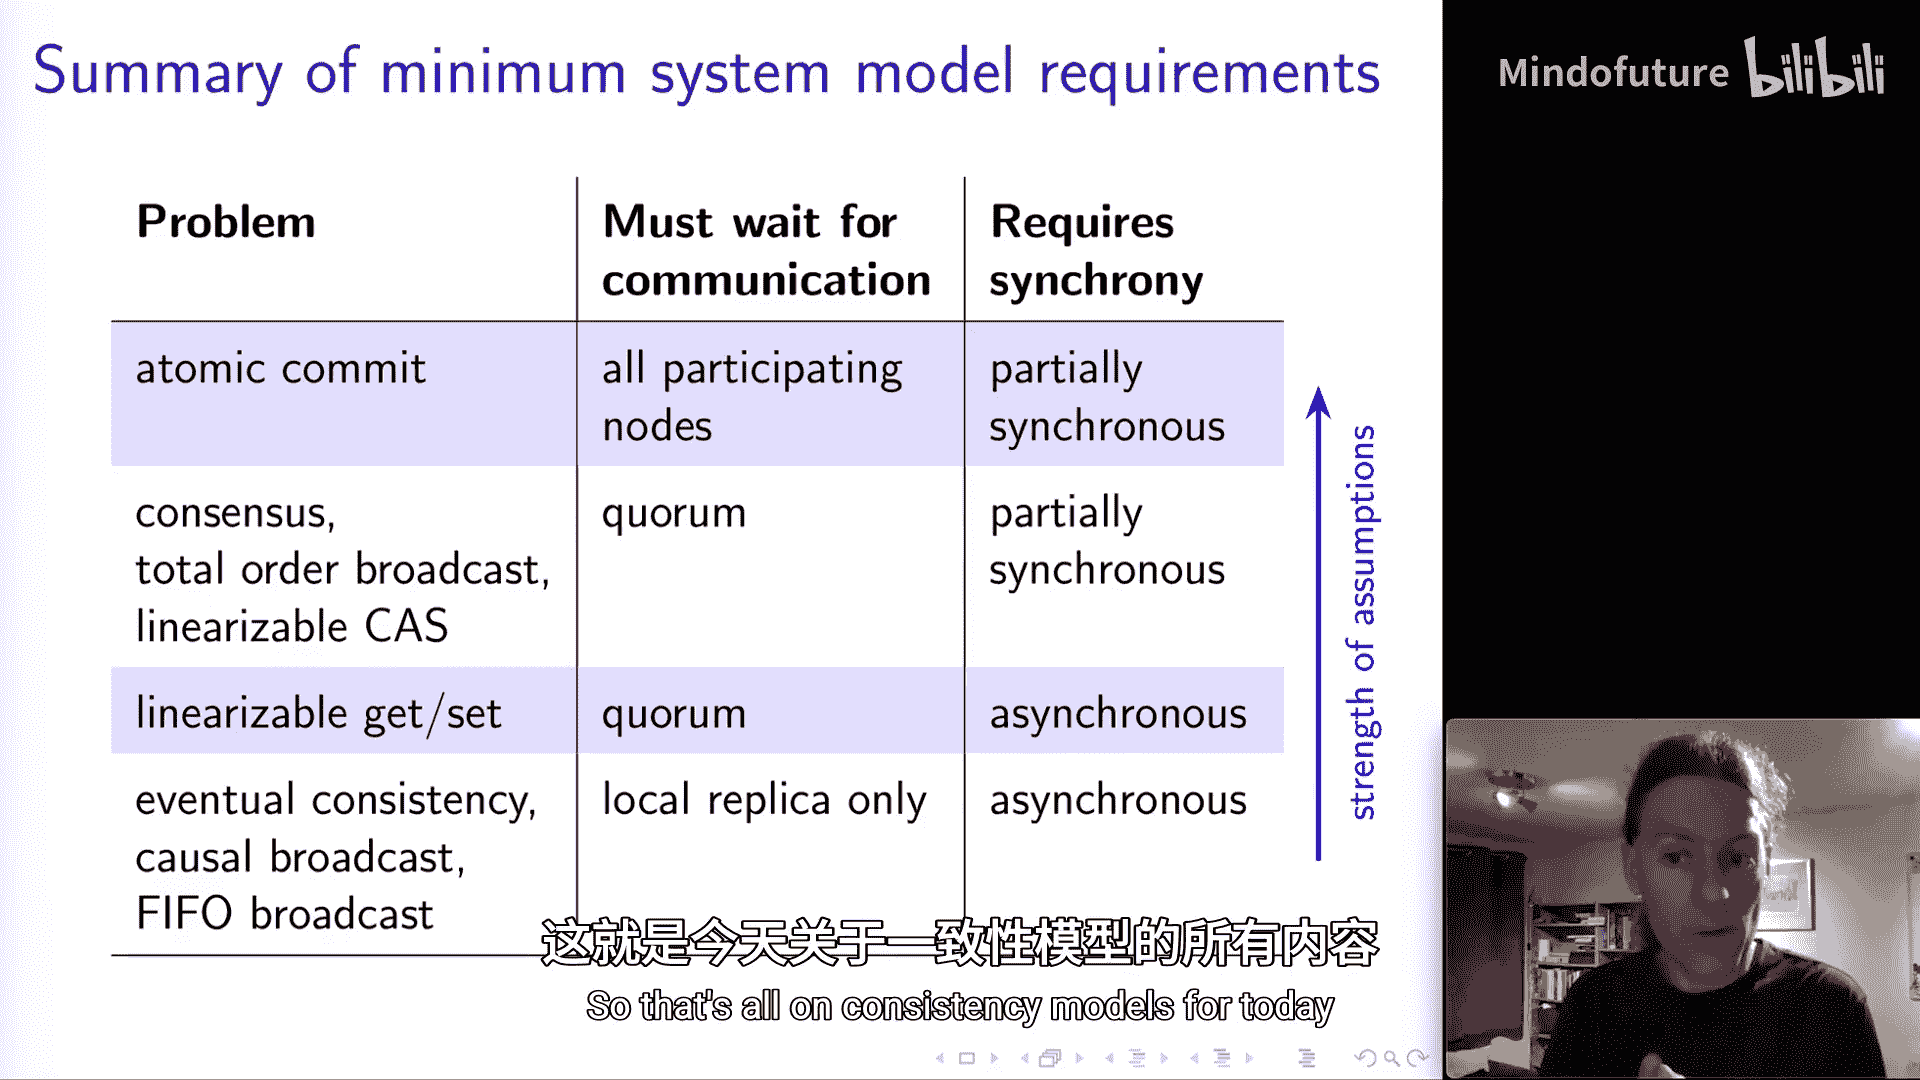 Summary of minimum system model requirements
Mindofuture bilibili
Problem
Must wait for
communication
Requires
synchrony
atomic commit
all participating
nodes
partially
synchronous
consensus,
total order broadcast,
linearizable CAS
quorum
partially
synchronous
linearizable get/set
quorum
asynchronous
eventual consistency,
causal broadcast,
FIFO broadcast
local replica only
asynchronous
strength of assumptions
这就是今天关于一致性模型的所有内容
So that's all on consistency models for today